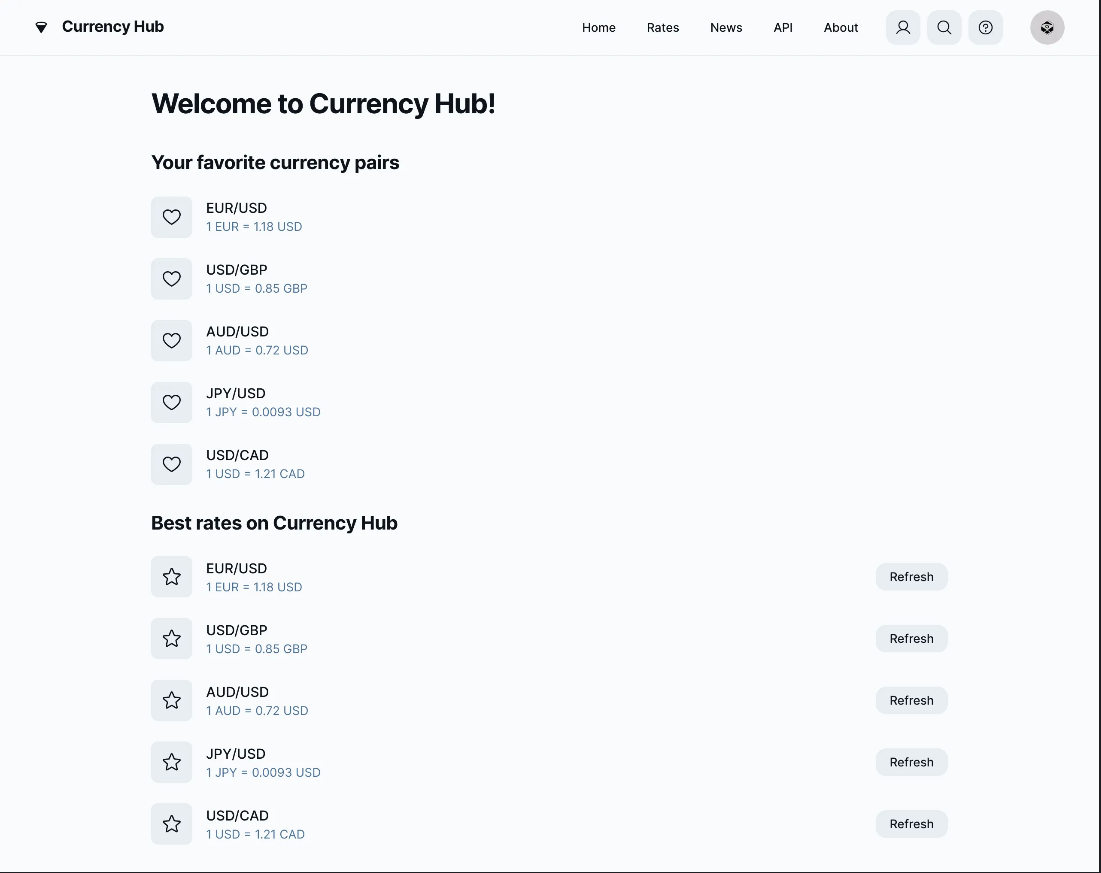 Currency Hub
Home Rates News API About
Welcome to Currency Hub!
Your favorite currency pairs
EUR/USD
1 EUR = 1.18 USD
USD/GBP
1 USD = 0.85 GBP
AUD/USD
1 AUD = 0.72 USD
JPY/USD
1 JPY = 0.0093 USD
USD/CAD
1 USD = 1.21 CAD
Best rates on Currency Hub
EUR/USD
1 EUR = 1.18 USD
Refresh
USD/GBP
1 USD = 0.85 GBP
Refresh
AUD/USD
1 AUD = 0.72 USD
Refresh
JPY/USD
1 JPY = 0.0093 USD
Refresh
USD/CAD
1 USD = 1.21 CAD
Refresh